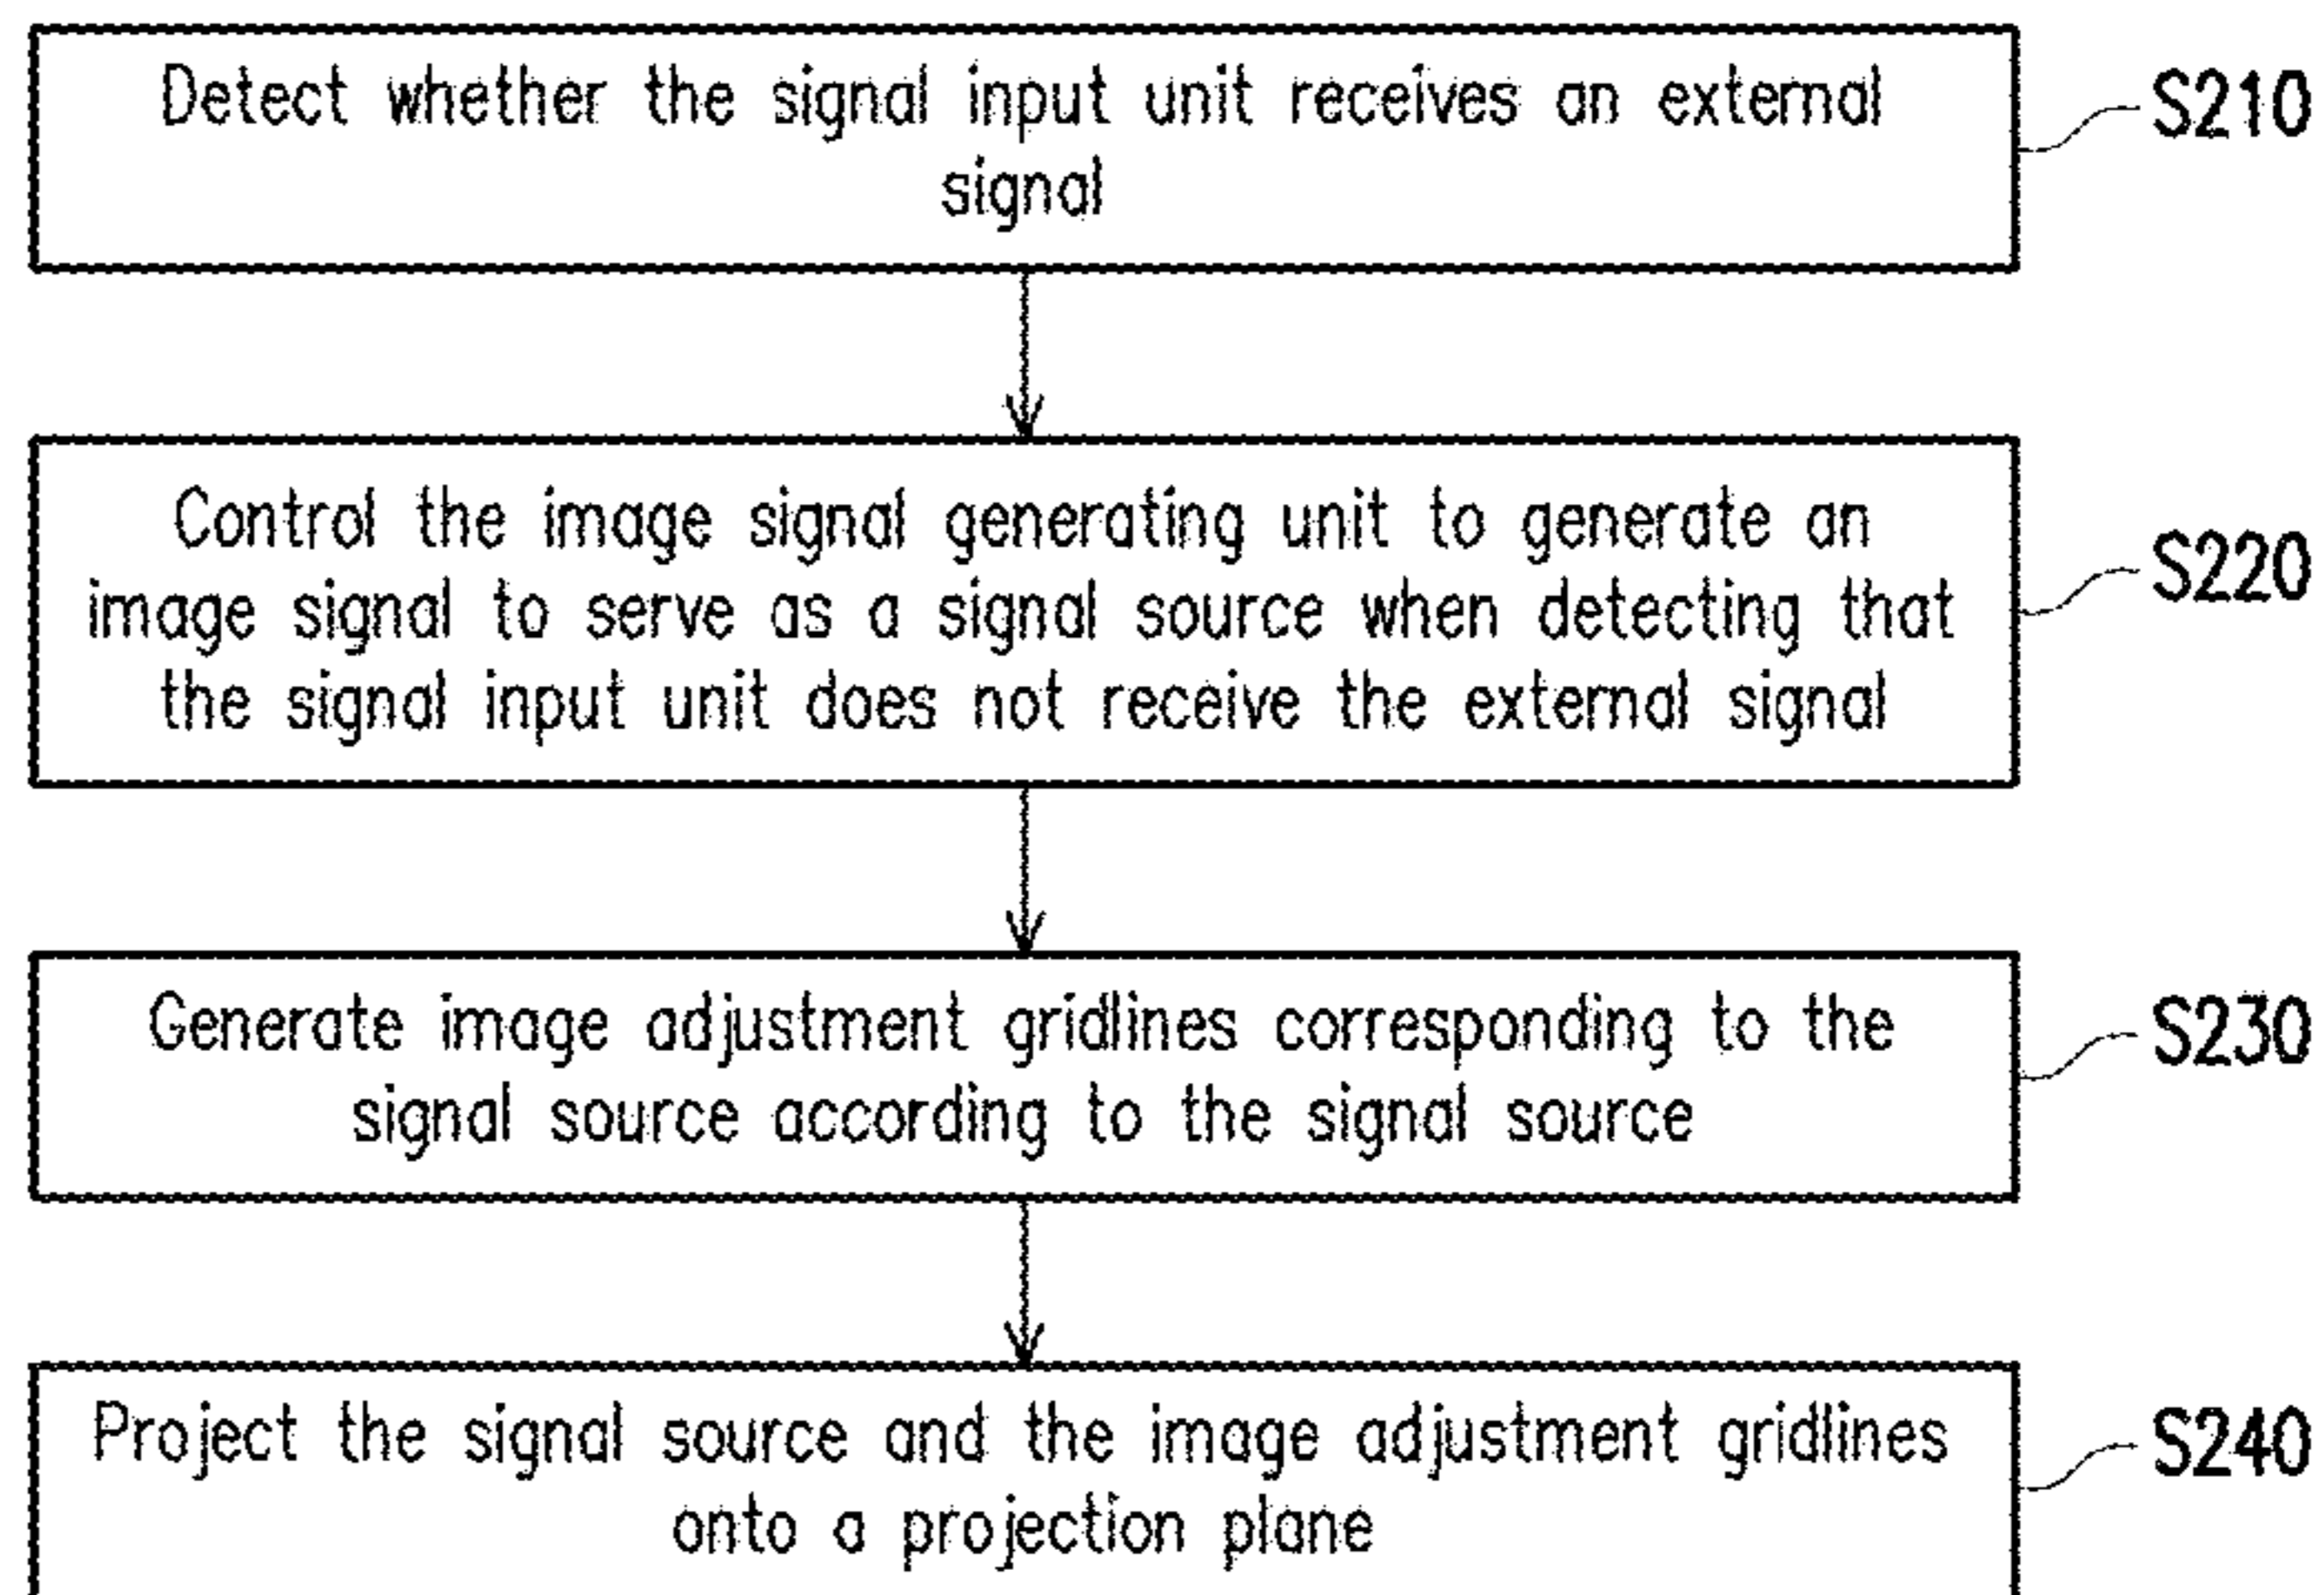 Detect whether the signal input unit receives an external
signal
S210
Control the image signal generating unit to generate an
image signal to serve as a signal source when detecting that
the signal input unit does not receive the external signal
S220
Generate image adjustment gridlines corresponding to the
signal source according to the signal source
S230
Project the signal source and the image adjustment gridlines
onto a projection plane
S240